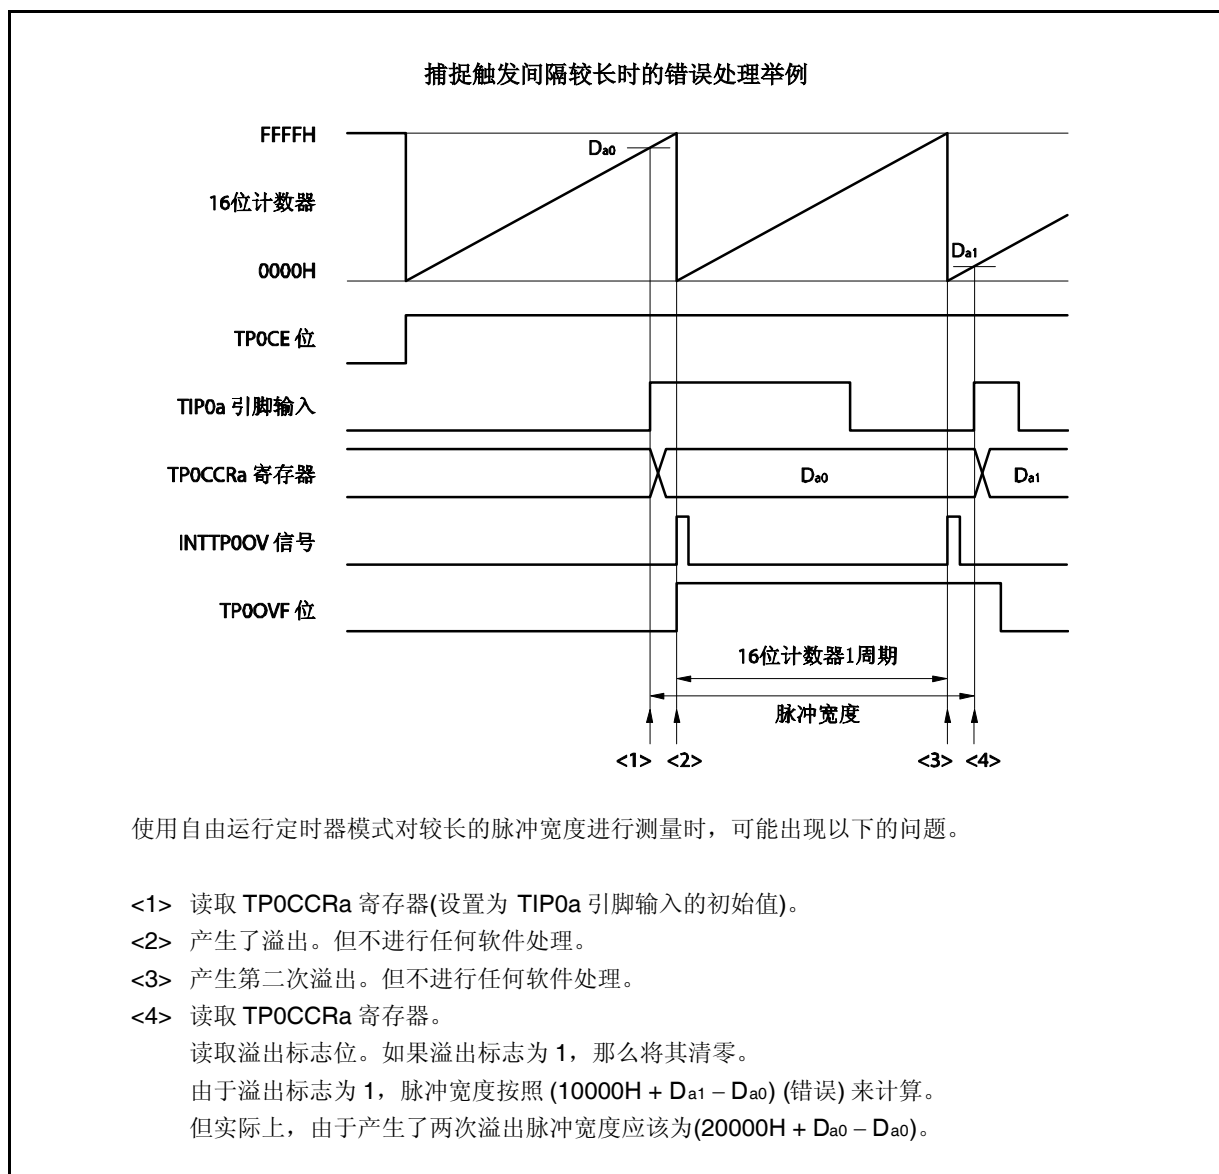 捕捉触发间隔较长时的错误处理举例
FFFFH
Da0
16位计数器
Da1
0000H
TP0CE 位
TIP0a 引脚输入
TP0CCRa 寄存器
Da0
Da1
INTTP0OV 信号
TP0OVF 位
16位计数器1周期
脉冲宽度
<1> <2> <3> <4>
使用自由运行定时器模式对较长的脉冲宽度进行测量时，可能出现以下的问题。
<1> 读取 TP0CCRa 寄存器(设置为 TIP0a 引脚输入的初始值)。
<2> 产生了溢出。但不进行任何软件处理。
<3> 产生第二次溢出。但不进行任何软件处理。
<4> 读取 TP0CCRa 寄存器。
读取溢出标志位。如果溢出标志为 1，那么将其清零。
由于溢出标志为 1，脉冲宽度按照 (10000H + Da1 – Da0) (错误) 来计算。
但实际上，由于产生了两次溢出脉冲宽度应该为(20000H + Da0 – Da0)。